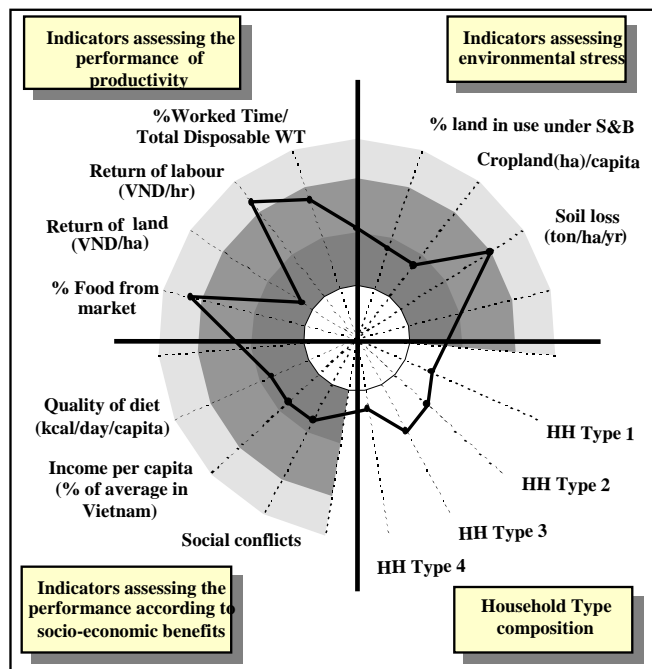 Indicators assessing the
performance of
productivity
Indicators assessing
environmental stress
%Worked Time/
Total Disposable WT
Return of labour
(VND/hr)
Return of land
(VND/ha)
% Food from
market
% land in use under S&B
Cropland(ha)/capita
Soil loss
(ton/ha/yr)
Quality of diet
(kcal/day/capita)
Income per capita
(% of average in
Vietnam)
Social conflicts
HH Type 1
HH Type 2
HH Type 3
HH Type 4
Indicators assessing the
performance according to
socio-economic benefits
Household Type
composition